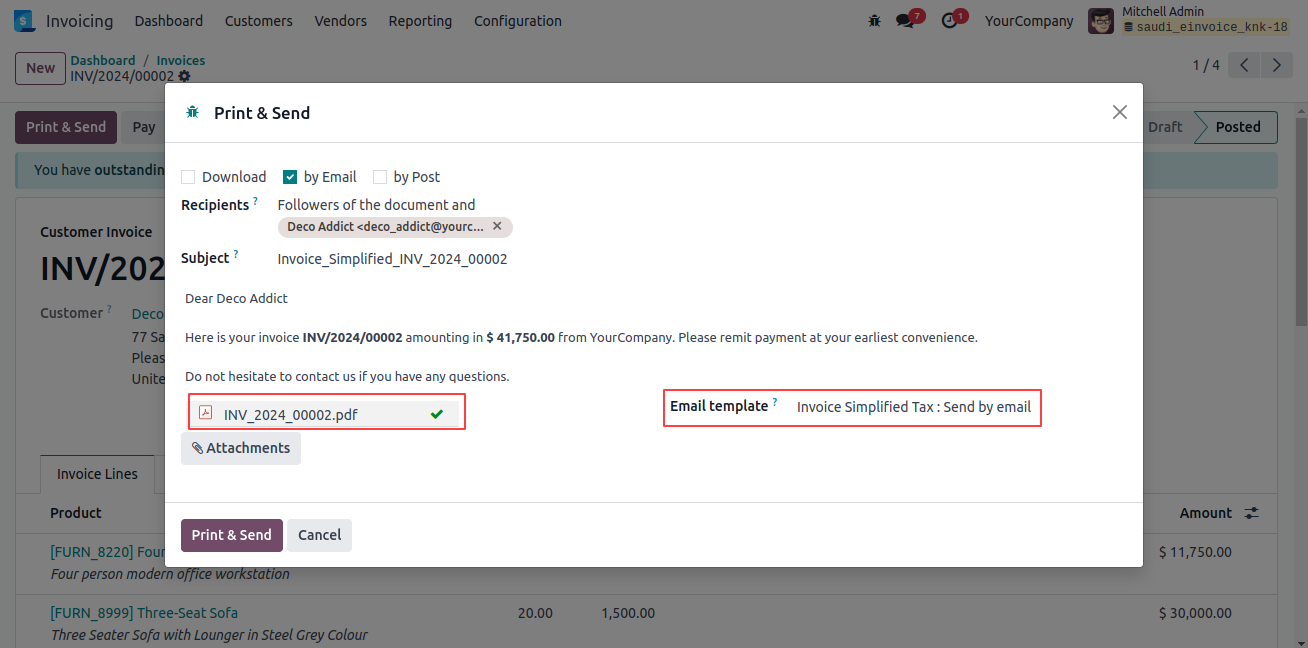 Invoicing Dashboard Customers Vendors Reporting Configuration 7 1 YourCompany Mitchell Admin
saudi_einvoice_knk-18
New Dashboard / Invoices
INV/2024/00002
1 / 4
Print & Send
Print & Send Pay Draft Posted
You have outstandin
Download by Email by Post
Recipients ? Followers of the document and
Deco Addict <deco_addict@yourc...
Customer Invoice
Subject ? Invoice_Simplified_INV_2024_00002
INV/202
Dear Deco Addict
Customer ? Deco
77 Sa
Here is your invoice INV/2024/00002 amounting in $ 41,750.00 from YourCompany. Please remit payment at your earliest convenience.
Pleas
Unite
Do not hesitate to contact us if you have any questions.
INV_2024_00002.pdf
Email template ? Invoice Simplified Tax : Send by email
Attachments
Invoice Lines
Product Amount
Print & Send Cancel
[FURN_8220] Four $ 11,750.00
Four person modern office workstation
[FURN_8999] Three-Seat Sofa 20.00 1,500.00 $ 30,000.00
Three Seater Sofa with Lounger in Steel Grey Colour